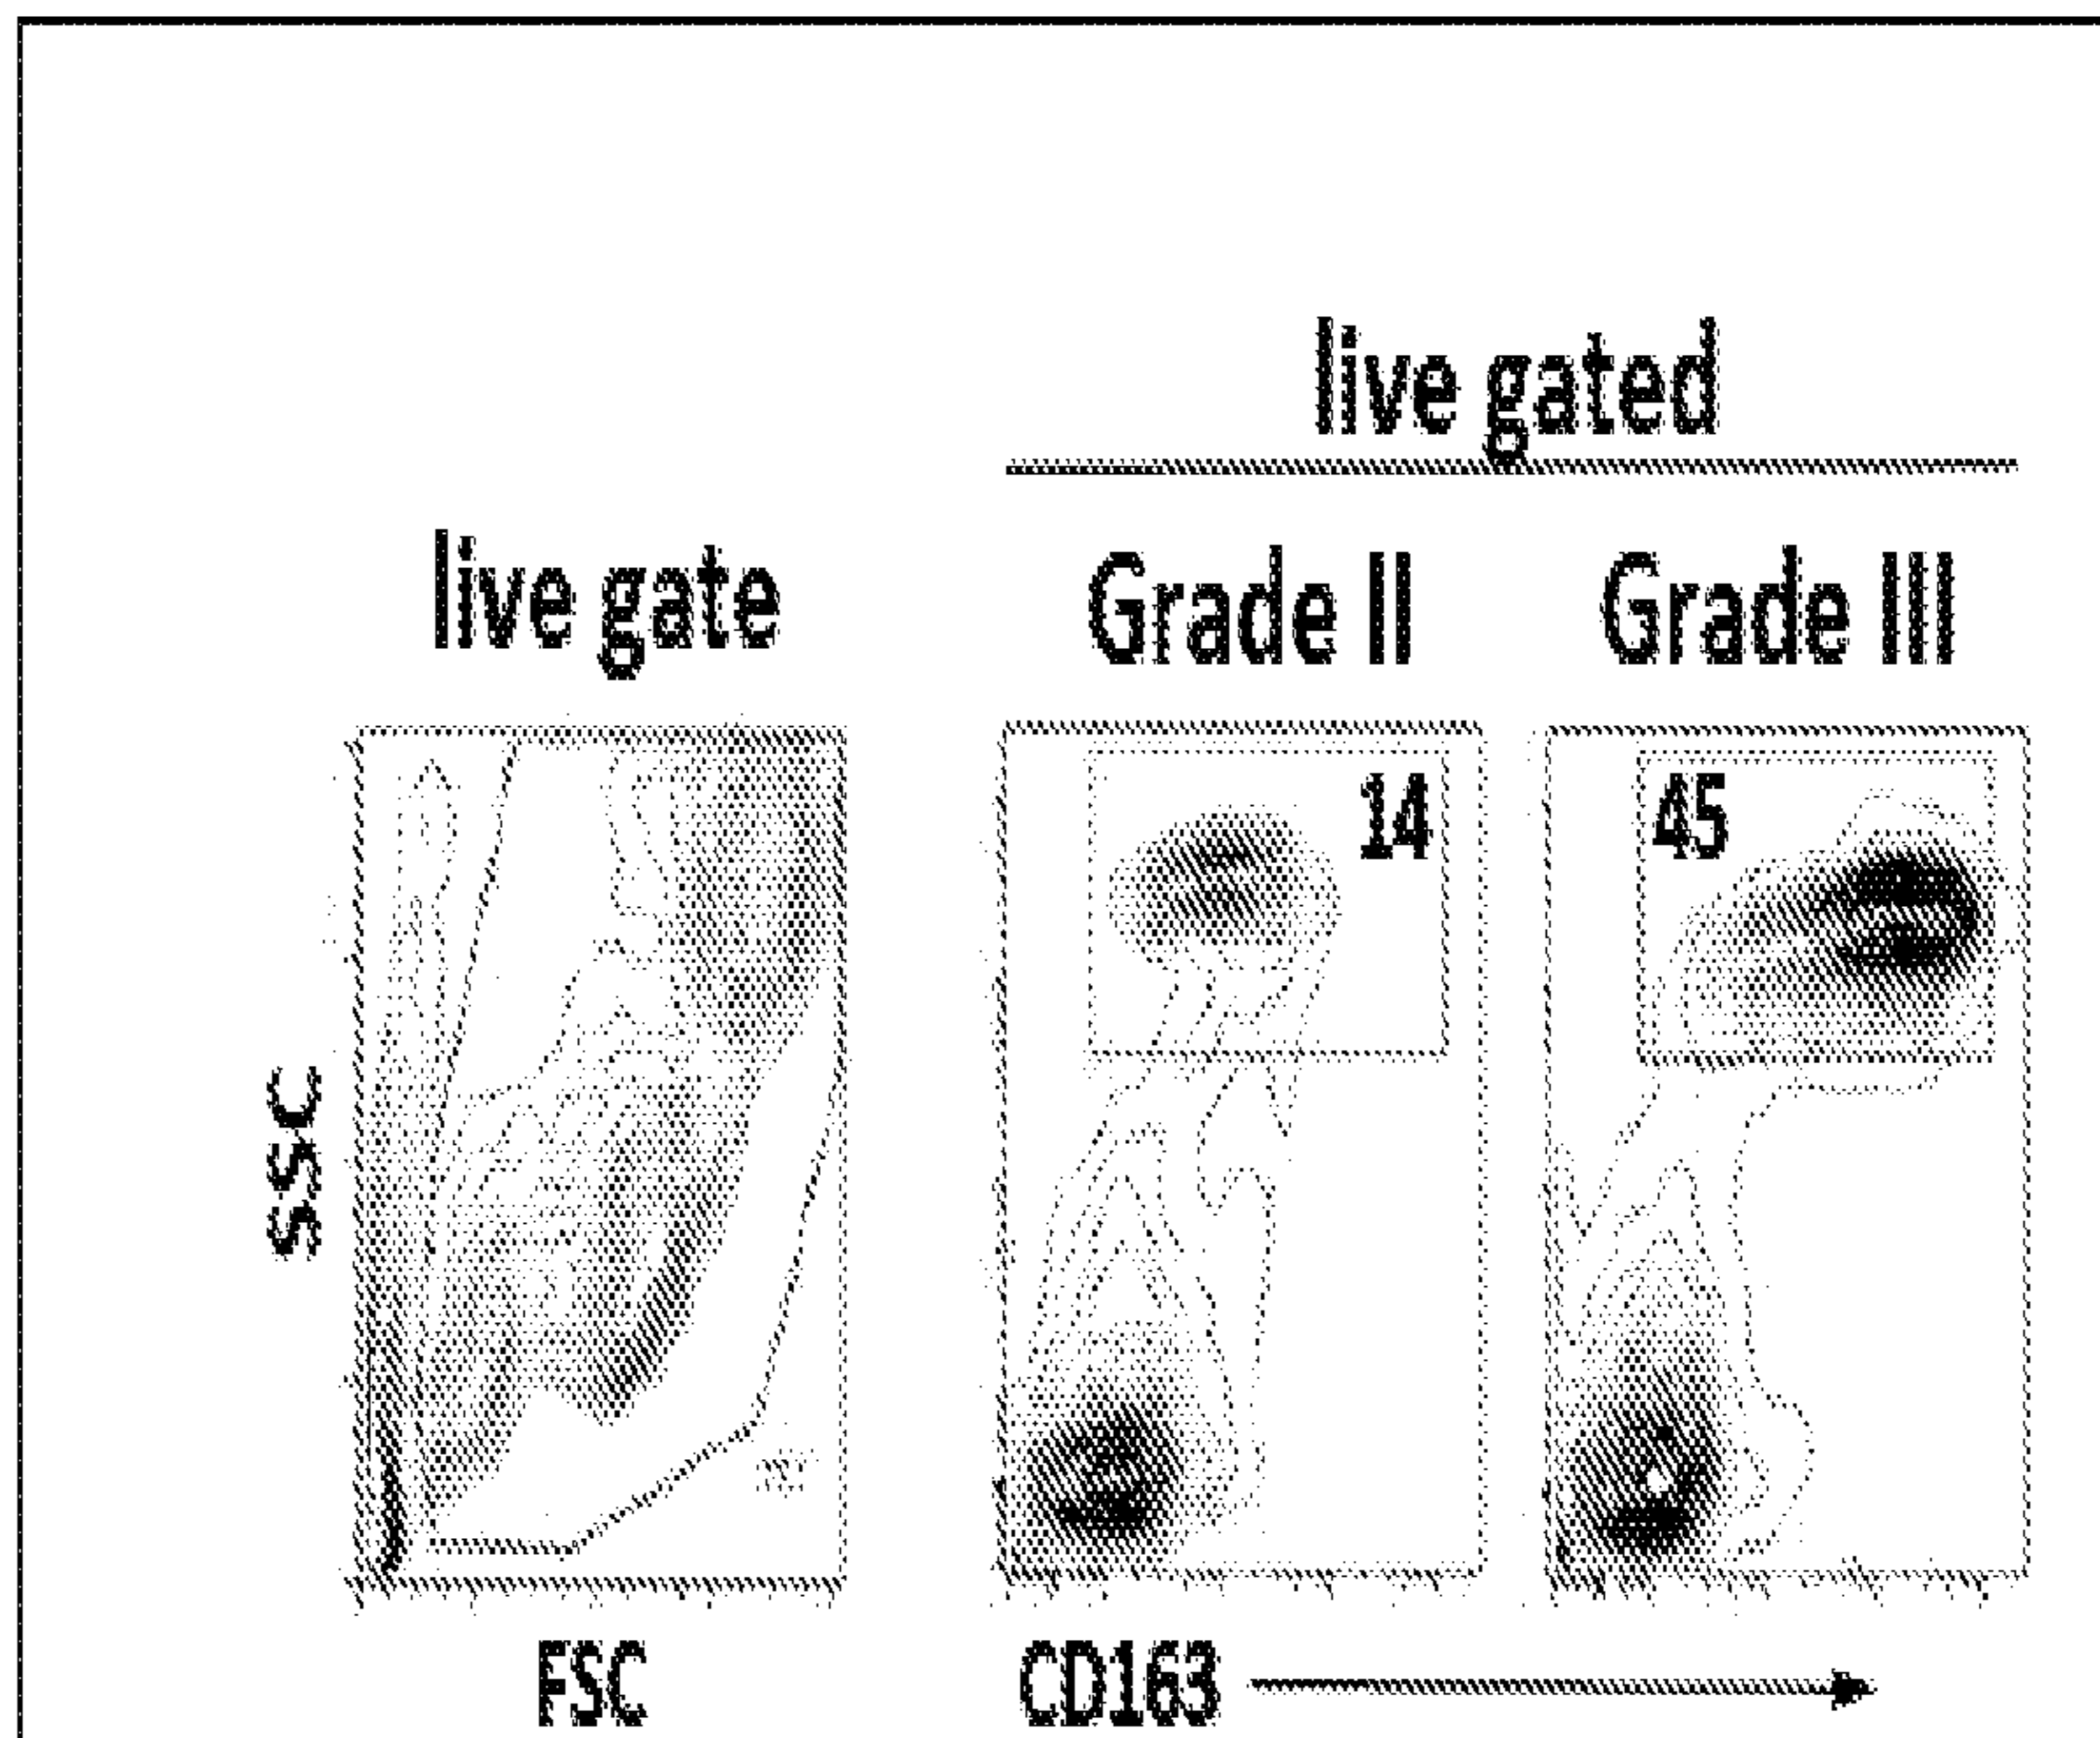 live gated
live gate
Grade II
Grade III
14
45
SSC
FSC
CD163